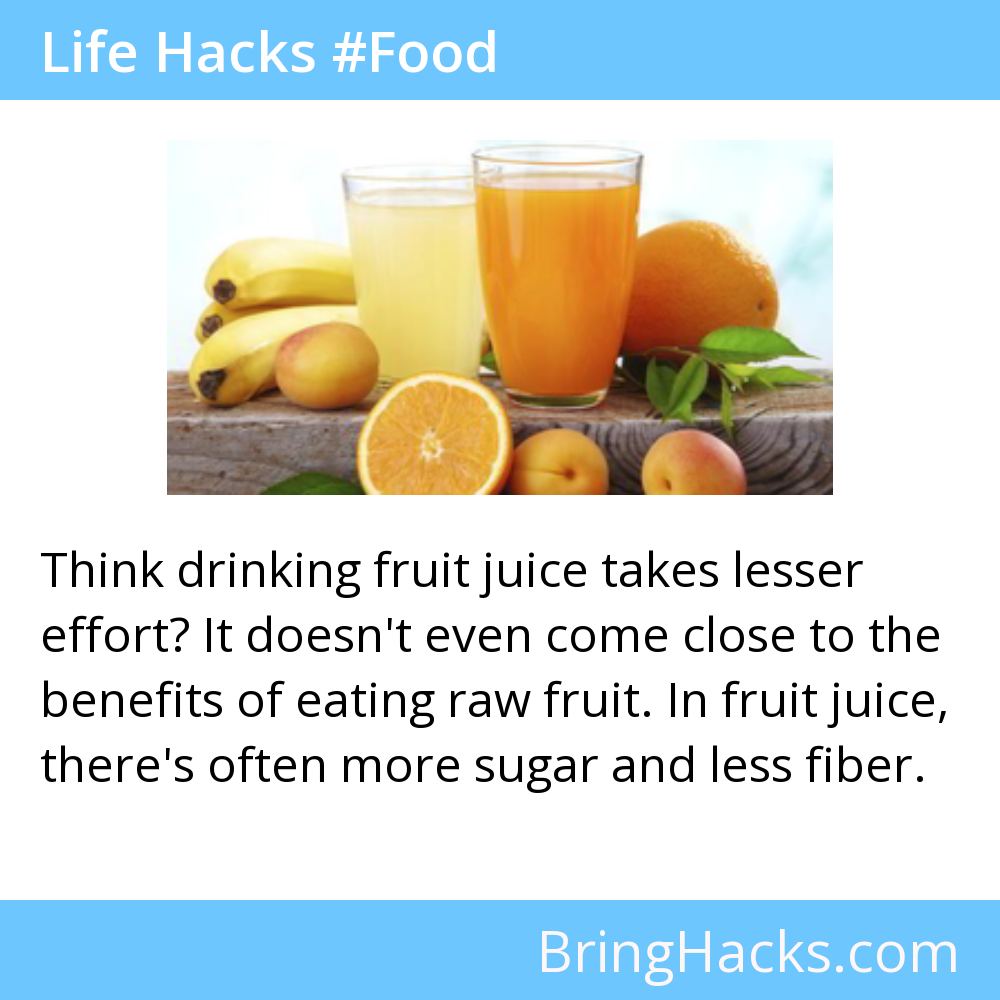 Life Hacks #Food
Think drinking fruit juice takes lesser
effort? It doesn't even come close to the
benefits of eating raw fruit. In fruit juice,
there's often more sugar and less fiber.
BringHacks.com